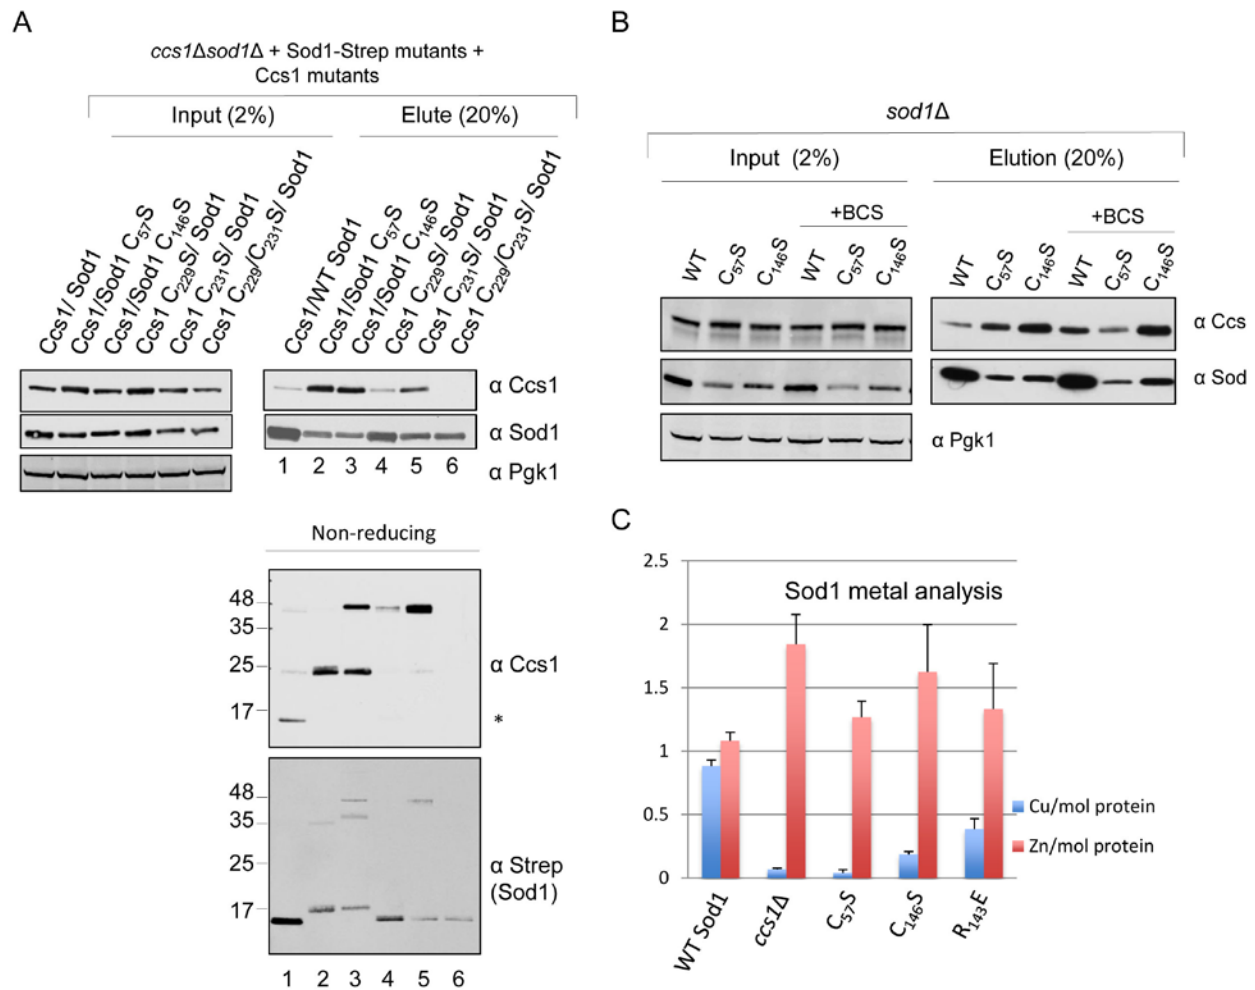 A
ccs1Δsod1Δ + Sod1-Strep mutants +
Ccs1 mutants
Input (2%)
Elute (20%)
Ccs1/ Sod1
Ccs1/Sod1 C57S
Ccs1/Sod1 C146S
Ccs1 C229S/ Sod1
Ccs1 C231S/ Sod1
Ccs1 C229/C231S/ Sod1
Ccs1/WT Sod1
Ccs1/Sod1 C57S
Ccs1/Sod1 C146S
Ccs1 C229S/ Sod1
Ccs1 C231S/ Sod1
Ccs1 C229/C231S/ Sod1
α Ccs1
α Sod1
1 2 3 4 5 6
α Pgk1
Non-reducing
48
35
25
17
α Ccs1
*
48
35
25
17
α Strep
(Sod1)
1 2 3 4 5 6
B
sod1Δ
Input (2%)
Elution (20%)
+BCS
+BCS
WT
C57S
C146S
WT
C57S
C146S
WT
C57S
C146S
WT
C57S
C146S
α Ccs
α Sod
α Pgk1
C
Sod1 metal analysis
2.5
2
1.5
1
0.5
0
Cu/mol protein
Zn/mol protein
WT Sod1
ccs1Δ
C57S
C146S
R143E